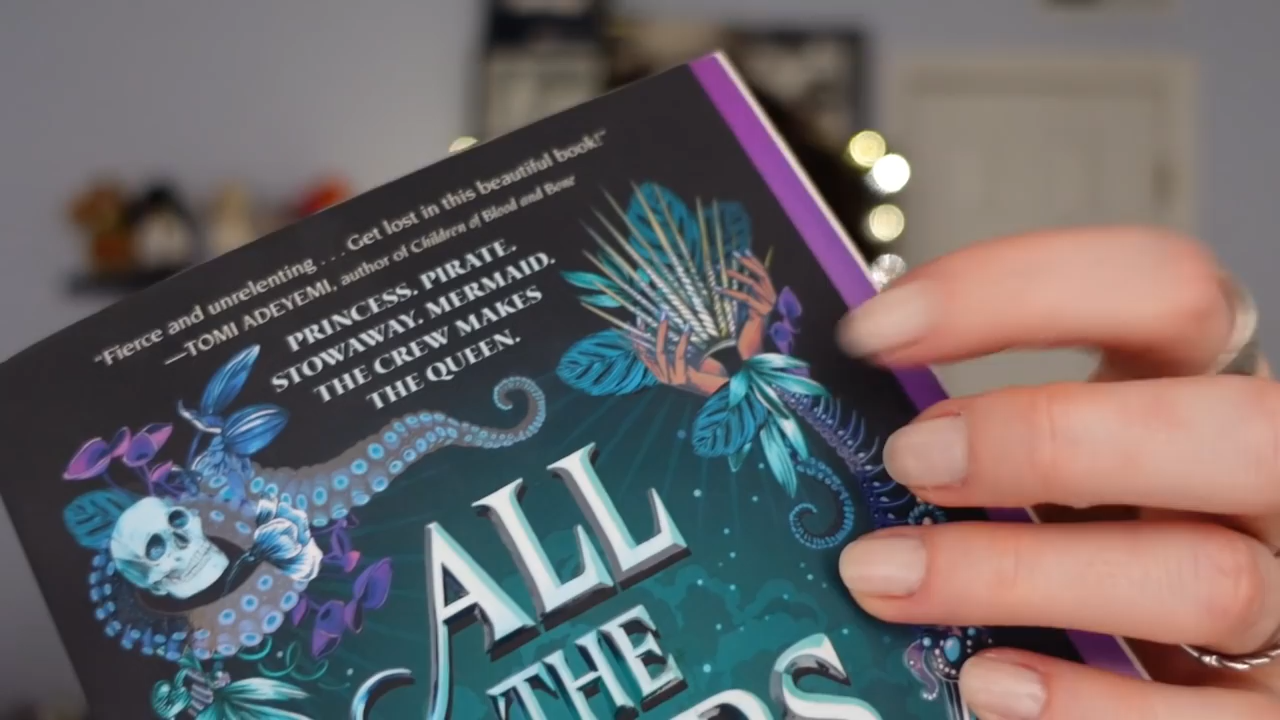 "Fierce and unrelenting . . . Get lost in this beautiful book!"
—TOMI ADEYEMI, author of Children of Blood and Bone
PRINCESS. PIRATE.
STOWAWAY. MERMAID.
THE CREW MAKES
THE QUEEN.
ALL
THE